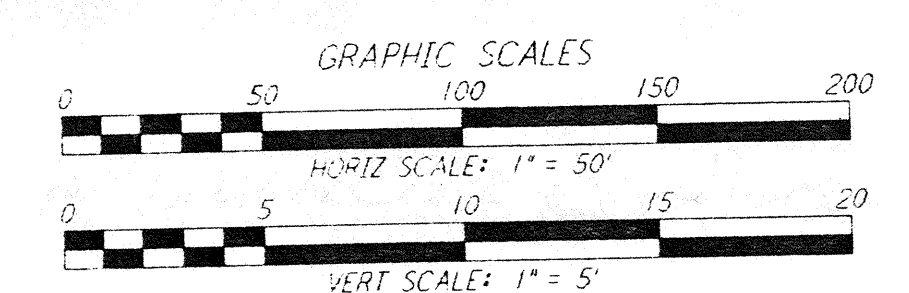 GRAPHIC SCALES
0 50 100 150 200
HORIZ SCALE: 1" = 50'
0 5 10 15 20
VERT SCALE: 1" = 5'